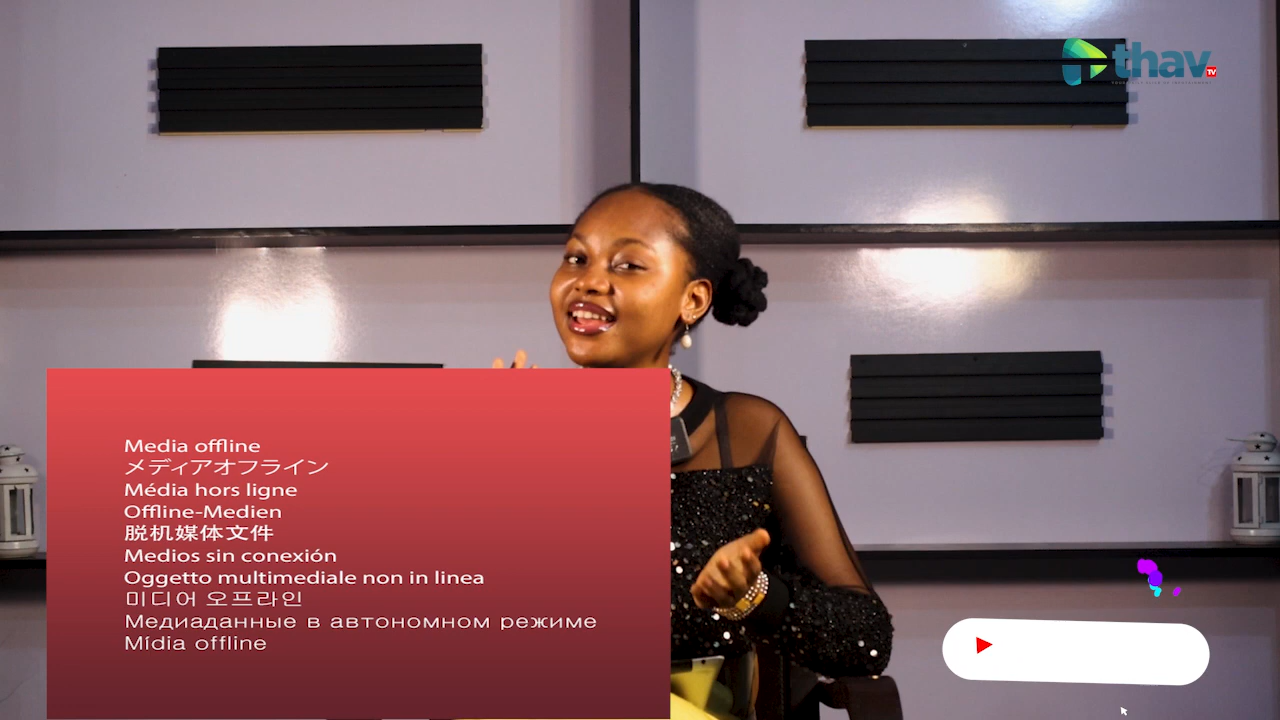 thav
TV
Media offline
メディアオフライン
Média hors ligne
Offline-Medien
脱机媒体文件
Medios sin conexión
Oggetto multimediale non in linea
미디어 오프라인
Медиаданные в автономном режиме
Mídia offline